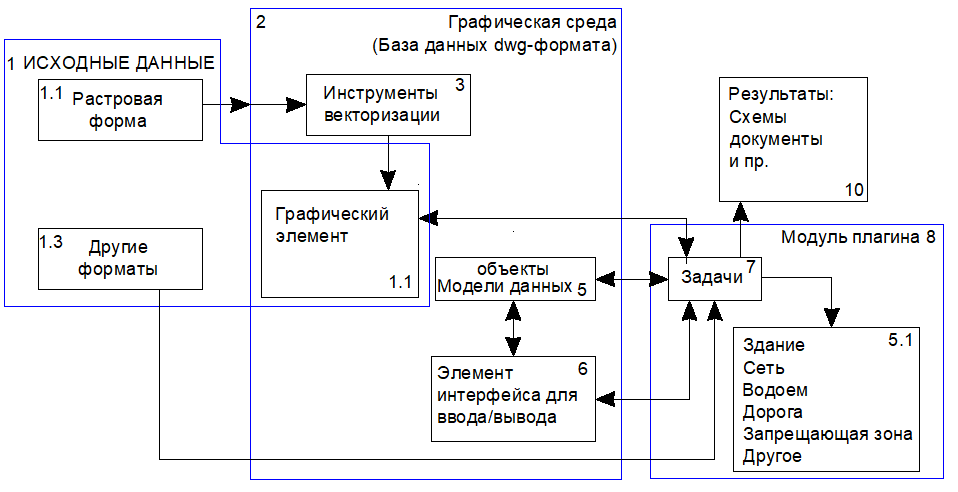 1 ИСХОДНЫЕ ДАННЫЕ
1.1
Растровая
форма
1.3
Другие
форматы
2
Графическая среда
(База данных dwg-формата)
3
Инструменты
векторизации
Графический
элемент
1.1
объекты
Модели данных 5
6
Элемент
интерфейса для
ввода/вывода
Результаты:
Схемы
документы
и пр.
10
Модуль плагина 8
7
Задачи
5.1
Здание
Сеть
Водоем
Дорога
Запрещающая зона
Другое